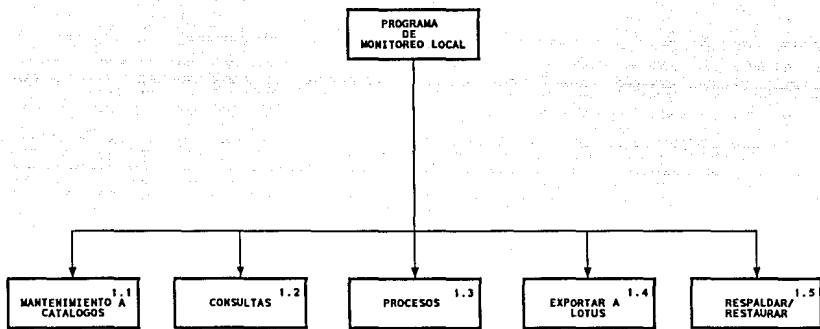 PROGRAMA
DE
MONITOREO LOCAL
1.1
MANTENIMIENTO A
CATALOGOS
1.2
CONSULTAS
1.3
PROCESOS
1.4
EXPORTAR A
LOTUS
1.5
RESPALDAR/
RESTAURAR